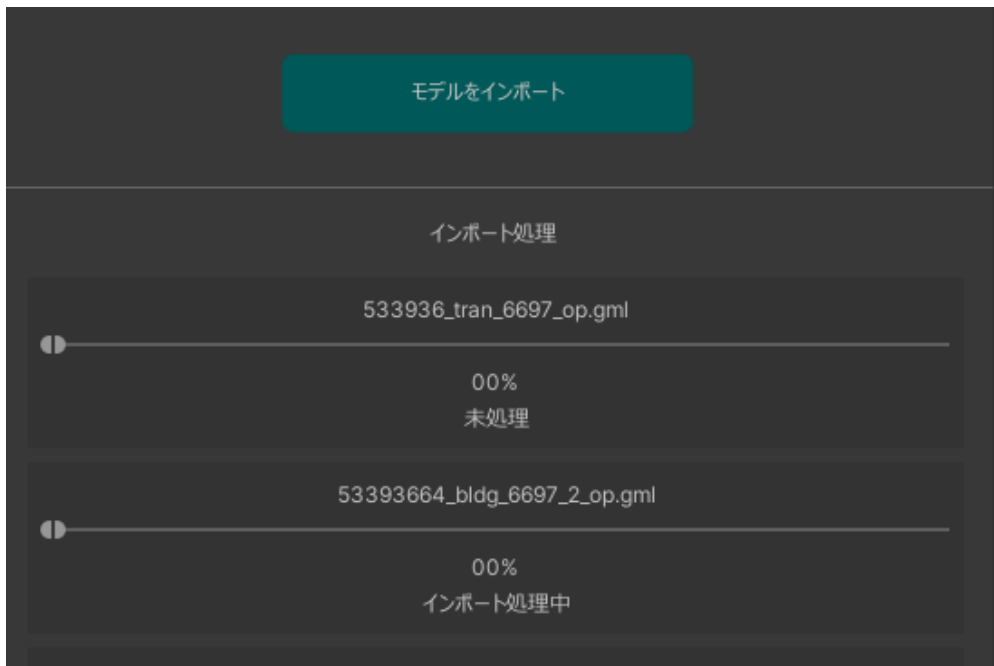 モデルをインポート
インポート処理
533936_tran_6697_op.gml
00%
未処理
53393664_bldg_6697_2_op.gml
00%
インポート処理中